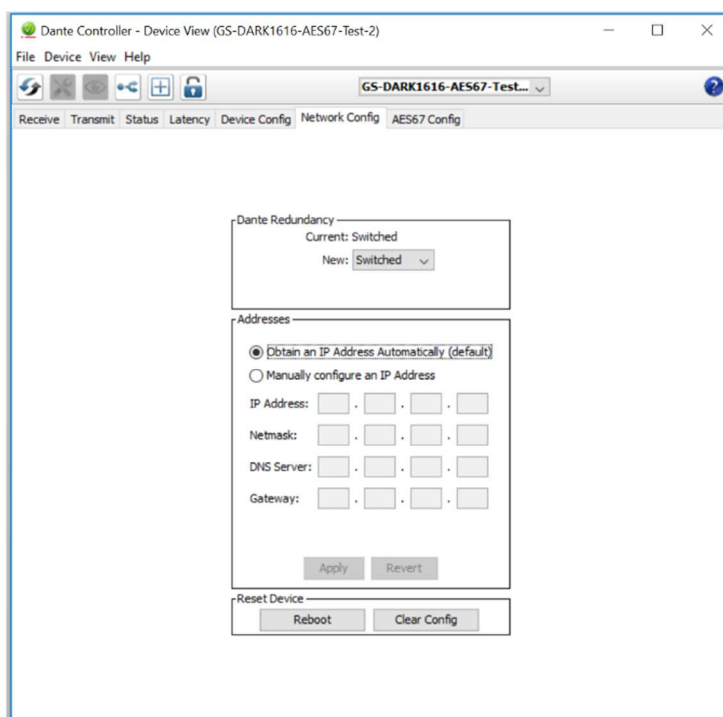 Dante Controller - Device View (GS-DARK1616-AES67-Test-2)
File Device View Help
GS-DARK1616-AES67-Test...
Receive Transmit Status Latency Device Config Network Config AES67 Config
Dante Redundancy
Current: Switched
New: Switched
Addresses
Obtain an IP Address Automatically (default)
Manually configure an IP Address
IP Address: . . .
Netmask: . . .
DNS Server: . . .
Gateway: . . .
Apply Revert
Reset Device
Reboot Clear Config